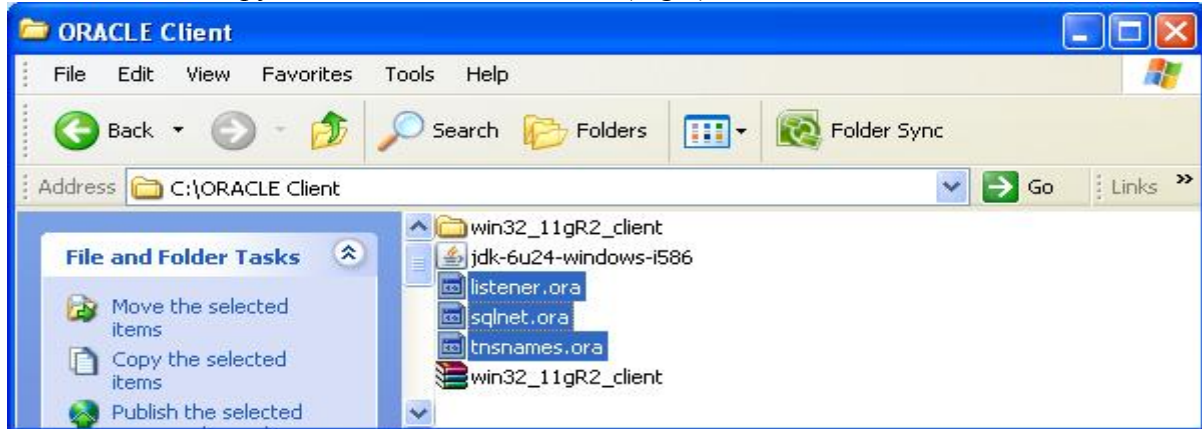 ORACLE Client
File Edit View Favorites Tools Help
Back Search Folders Folder Sync
Address C:\ORACLE Client Go Links »
File and Folder Tasks
Move the selected
items
Copy the selected
items
Publish the selected
win32_11gR2_client
jdk-6u24-windows-i586
listener.ora
sqlnet.ora
tnsnames.ora
win32_11gR2_client